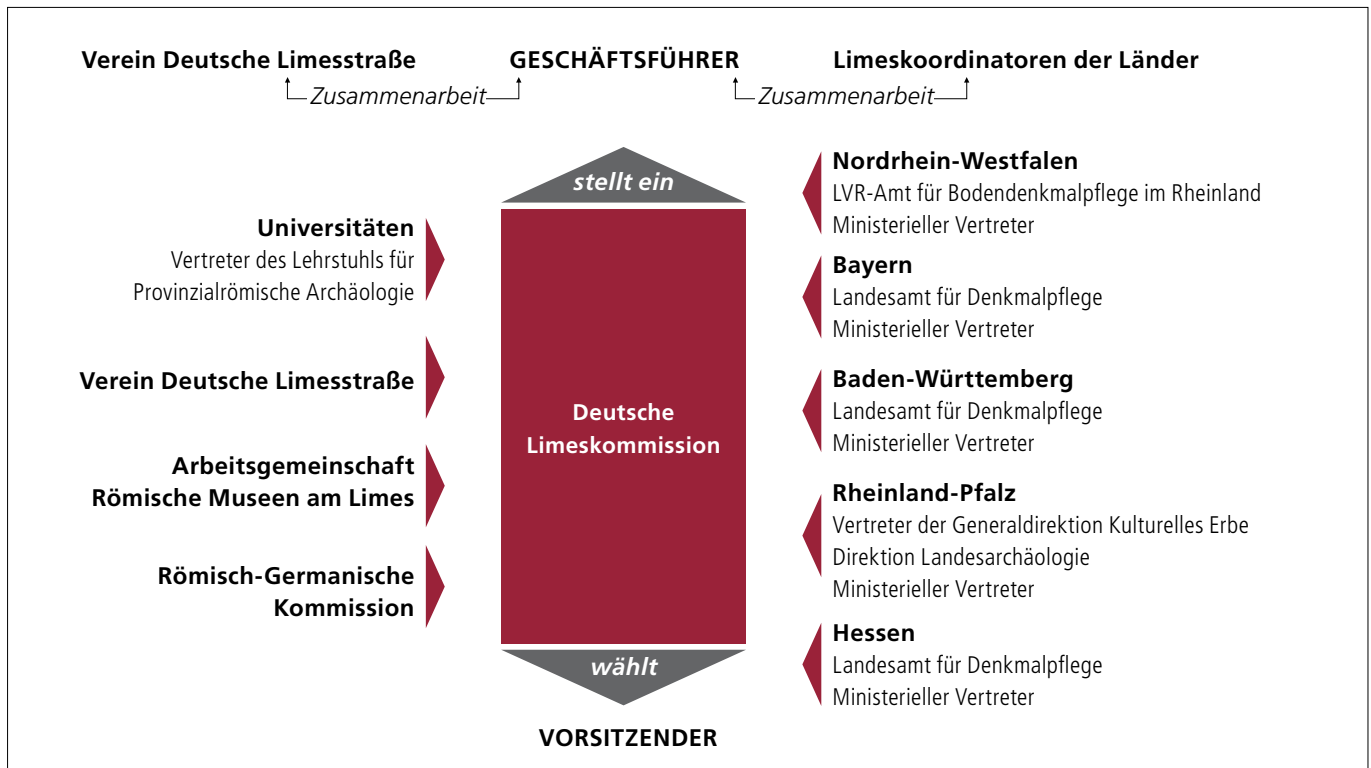 Verein Deutsche Limesstraße
GESCHÄFTSFÜHRER
Limeskoordinatoren der Länder
Zusammenarbeit
Zusammenarbeit
stellt ein
Universitäten
Vertreter des Lehrstuhls für
Provinzialrömische Archäologie
Verein Deutsche Limesstraße
Arbeitsgemeinschaft
Römische Museen am Limes
Römisch-Germanische
Kommission
Deutsche
Limeskommission
Nordrhein-Westfalen
LVR-Amt für Bodendenkmalpflege im Rheinland
Ministerieller Vertreter
Bayern
Landesamt für Denkmalpflege
Ministerieller Vertreter
Baden-Württemberg
Landesamt für Denkmalpflege
Ministerieller Vertreter
Rheinland-Pfalz
Vertreter der Generaldirektion Kulturelles Erbe
Direktion Landesarchäologie
Ministerieller Vertreter
Hessen
Landesamt für Denkmalpflege
Ministerieller Vertreter
wählt
VORSITZENDER